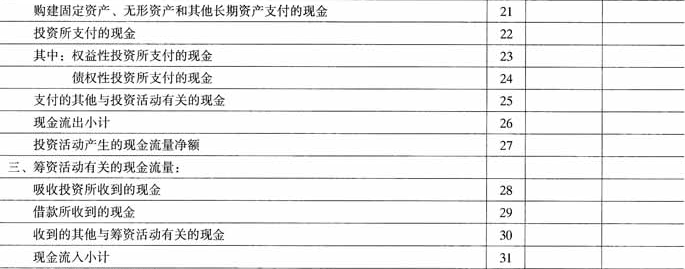 购建固定资产、无形资产和其他长期资产支付的现金 21
投资所支付的现金 22
其中：权益性投资所支付的现金 23
债权性投资所支付的现金 24
支付的其他与投资活动有关的现金 25
现金流出小计 26
投资活动产生的现金流量净额 27
三、筹资活动有关的现金流量：
吸收投资所收到的现金 28
借款所收到的现金 29
收到的其他与筹资活动有关的现金 30
现金流入小计 31